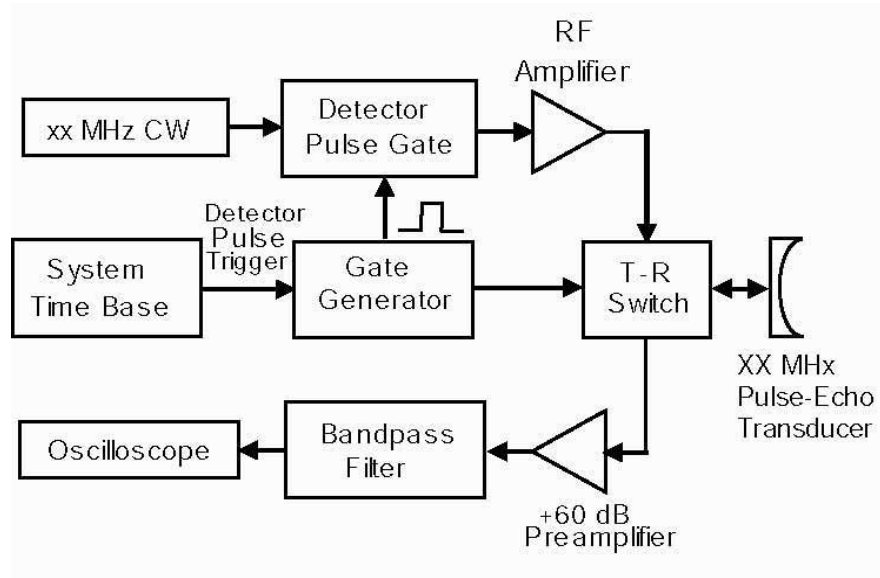 RF
Amplifier
xx MHz CW
Detector
Pulse Gate
Detector
Pulse
Trigger
System
Time Base
Gate
Generator
T-R
Switch
XX MHx
Pulse-Echo
Transducer
Oscilloscope
Bandpass
Filter
+60 dB
Preamplifier